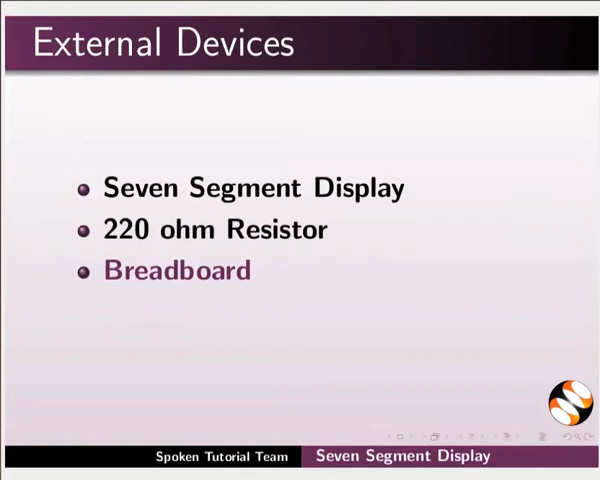 External Devices
Seven Segment Display
220 ohm Resistor
Breadboard
Spoken Tutorial Team
Seven Segment Display